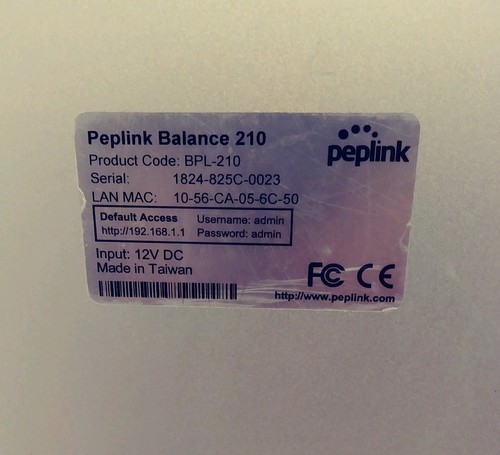 Peplink Balance 210
peplink
Product Code: BPL-210
Serial: 1824-825C-0023
LAN MAC: 10-56-CA-05-6C-50
Default Access Username: admin
http://192.168.1.1 Password: admin
Input: 12V DC
Made in Taiwan
FC CE
http://www.peplink.com